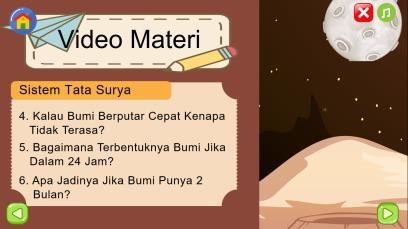 Video Materi
Sistem Tata Surya
4. Kalau Bumi Berputar Cepat Kenapa
Tidak Terasa?
5. Bagaimana Terbentuknya Bumi Jika
Dalam 24 Jam?
6. Apa Jadinya Jika Bumi Punya 2
Bulan?